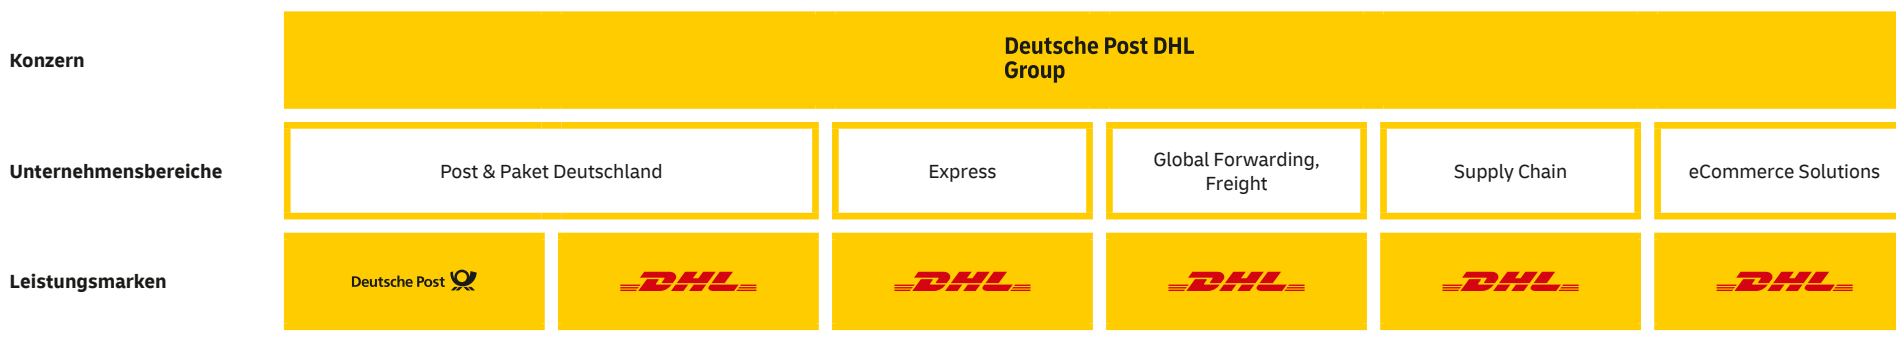 Konzern
Deutsche Post DHL
Group
Unternehmensbereiche
Post & Paket Deutschland
Express
Global Forwarding,
Freight
Supply Chain
eCommerce Solutions
Leistungsmarken
Deutsche Post
DHL
DHL
DHL
DHL
DHL